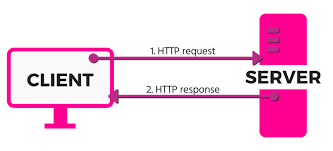 1. HTTP request
CLIENT
SERVER
2. HTTP response